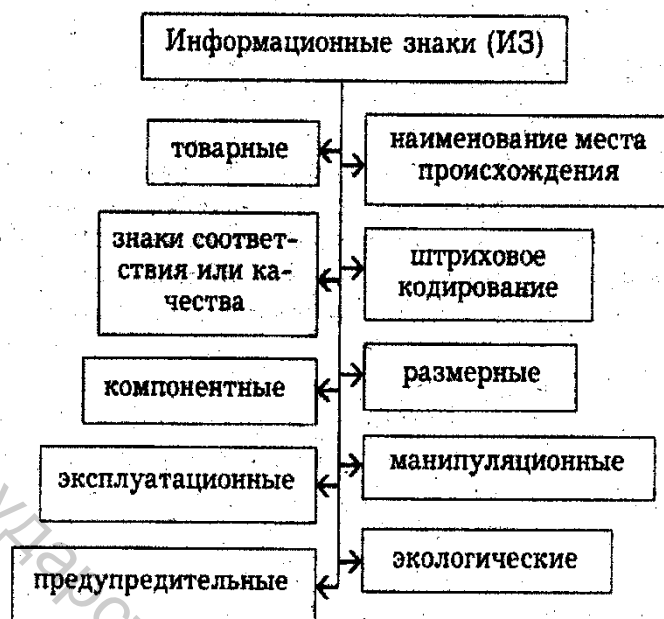 Информационные знаки (ИЗ)
товарные
наименование места
происхождения
знаки соответ-
ствия или ка-
чества
штриховое
кодирование
компонентные
размерные
эксплуатационные
манипуляционные
предупредительные
экологические